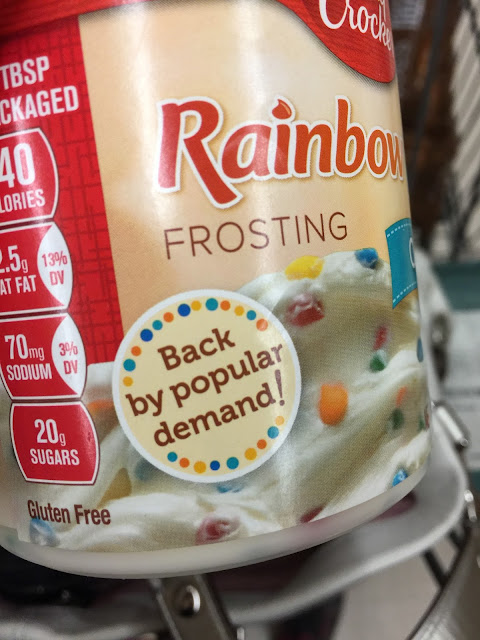 Crocke
TBSP
CKAGED
40
LORIES
2.5g
AT FAT
13%
DV
70mg
SODIUM
3%
DV
20g
SUGARS
Gluten Free
Rainbow
FROSTING
Back
by popular
demand!